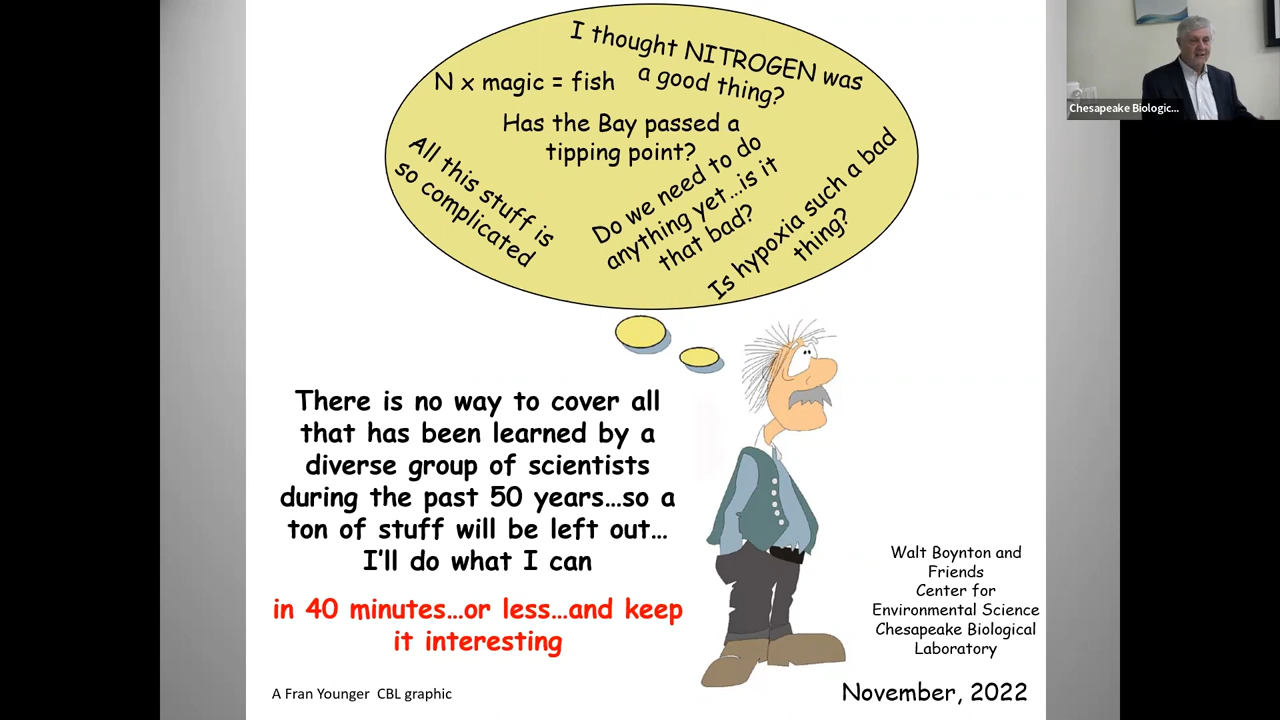 I thought NITROGEN was
a good thing?
N x magic = fish
Has the Bay passed a
tipping point?
All this stuff is
so complicated
Do we need to do
anything yet...is it
that bad?
Is hypoxia such a bad
thing?
There is no way to cover all
that has been learned by a
diverse group of scientists
during the past 50 years...so a
ton of stuff will be left out...
I'll do what I can
in 40 minutes...or less...and keep
it interesting
Walt Boynton and
Friends
Center for
Environmental Science
Chesapeake Biological
Laboratory
A Fran Younger CBL graphic
November, 2022
Chesapeake Biologic...